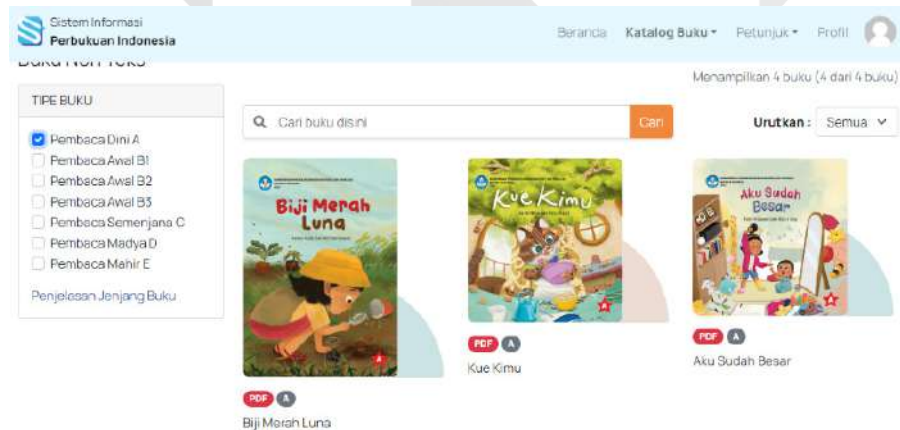 Sistem Informasi
Perbukuan Indonesia
Beranda Katalog Buku Petunjuk Profil
Buku Non Teks
Menampilkan 4 buku (4 dari 4 buku)
TIPE BUKU
Pembaca Dini A
Pembaca Awal B1
Pembaca Awal B2
Pembaca Awal B3
Pembaca Semenjana C
Pembaca Madya D
Pembaca Mahir E
Penjelasan Jenjang Buku
Cari buku disini
Cari
Urutkan : Semua
Biji Merah
Luna
A
PDF A
Biji Merah Luna
Kue Kimu
A
PDF A
Kue Kimu
Aku Sudah
Besar
A
PDF A
Aku Sudah Besar